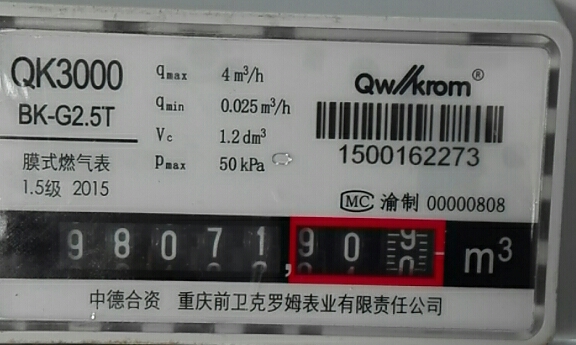 QK3000
BK-G2.5T
膜式燃气表
1.5级 2015
qmax 4 m³/h
qmin 0.025 m³/h
Vc 1.2 dm³
pmax 50 kPa
Qwkrom®
1500162273
MC 渝制 00000808
98071,90 m³
中德合资 重庆前卫克罗姆表业有限责任公司